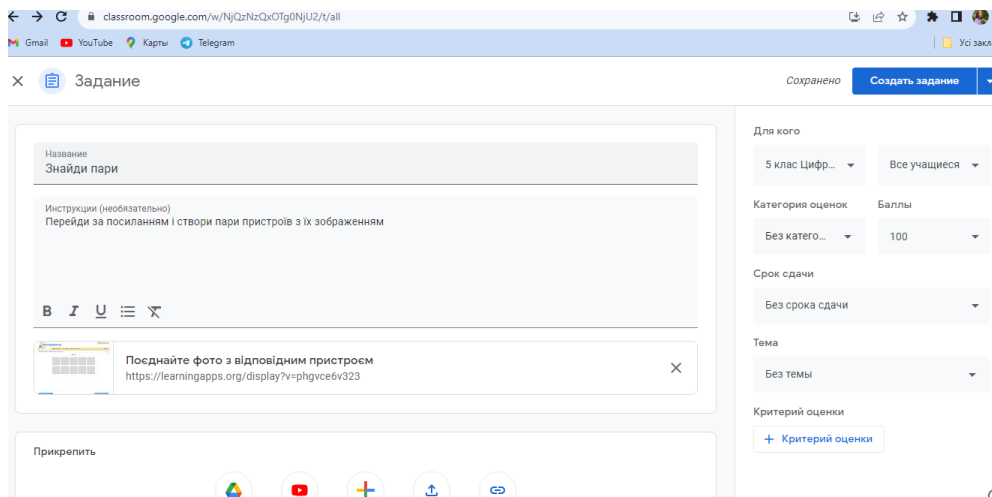 classroom.google.com/w/NjQzNzQxOTg0NjU2/t/all
Gmail YouTube Карты Telegram Усі закл
Задание Сохранено Создать задание
Для кого
Название
Знайди пари
5 клас Цифр... Все учащиеся
Инструкции (необязательно)
Перейди за посиланням і створи пари пристроїв з їх зображенням
Категория оценок Баллы
Без катего... 100
Срок сдачи
B I U
Без срока сдачи
Тема
Поєднайте фото з відповідним пристроєм
https://learningapps.org/display?v=phgvce6v323
Без темы
Критерий оценки
+ Критерий оценки
Прикрепить